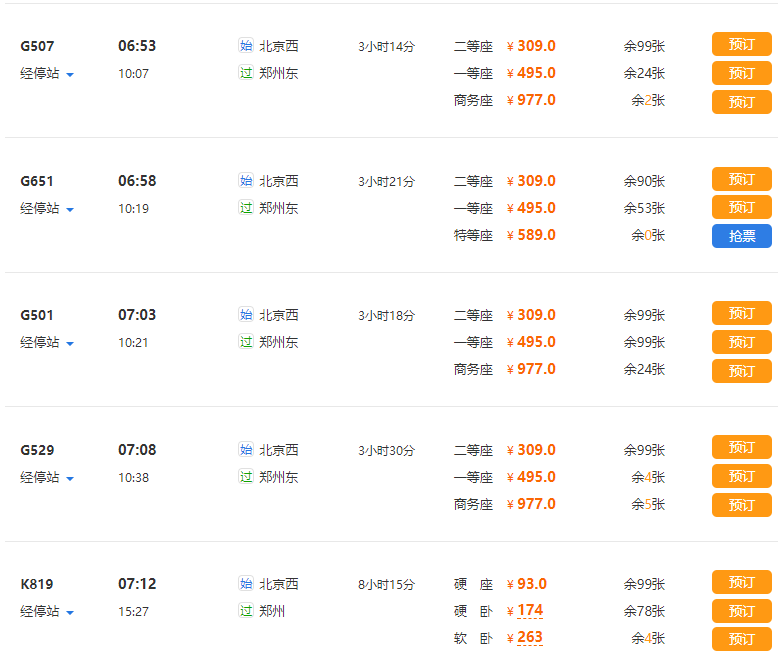 G507 06:53 始 北京西 3小时14分 二等座 ¥309.0 余99张 预订
经停站 10:07 过 郑州东 一等座 ¥495.0 余24张 预订
商务座 ¥977.0 余2张 预订
G651 06:58 始 北京西 3小时21分 二等座 ¥309.0 余90张 预订
经停站 10:19 过 郑州东 一等座 ¥495.0 余53张 预订
特等座 ¥589.0 余0张 抢票
G501 07:03 始 北京西 3小时18分 二等座 ¥309.0 余99张 预订
经停站 10:21 过 郑州东 一等座 ¥495.0 余99张 预订
商务座 ¥977.0 余24张 预订
G529 07:08 始 北京西 3小时30分 二等座 ¥309.0 余99张 预订
经停站 10:38 过 郑州东 一等座 ¥495.0 余4张 预订
商务座 ¥977.0 余5张 预订
K819 07:12 始 北京西 8小时15分 硬 座 ¥93.0 余99张 预订
经停站 15:27 过 郑州 硬 卧 ¥174 余78张 预订
软 卧 ¥263 余4张 预订